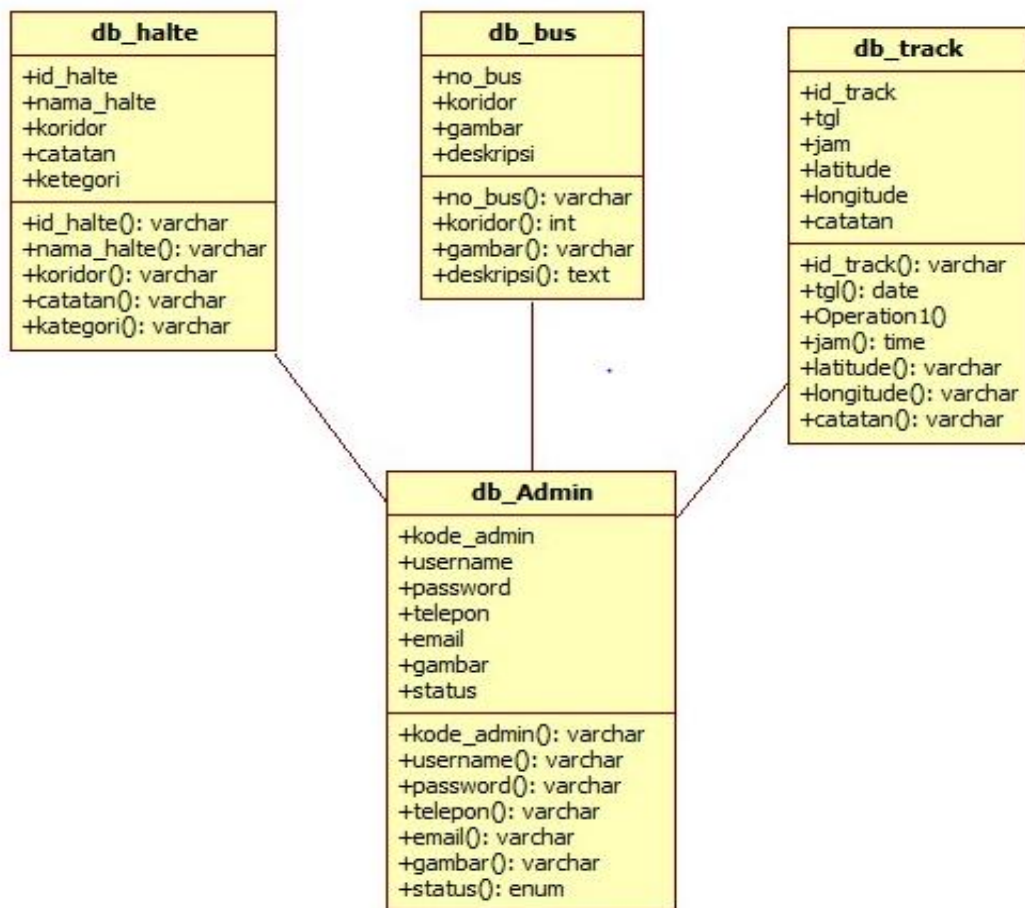 db_halte
+id_halte
+nama_halte
+koridor
+catatan
+ketegori
+id_halte(): varchar
+nama_halte(): varchar
+koridor(): varchar
+catatan(): varchar
+kategori(): varchar
db_bus
+no_bus
+koridor
+gambar
+deskripsi
+no_bus(): varchar
+koridor(): int
+gambar(): varchar
+deskripsi(): text
db_track
+id_track
+tgl
+jam
+latitude
+longitude
+catatan
+id_track(): varchar
+tgl(): date
+Operation1()
+jam(): time
+latitude(): varchar
+longitude(): varchar
+catatan(): varchar
db_Admin
+kode_admin
+username
+password
+telepon
+email
+gambar
+status
+kode_admin(): varchar
+username(): varchar
+password(): varchar
+telepon(): varchar
+email(): varchar
+gambar(): varchar
+status(): enum